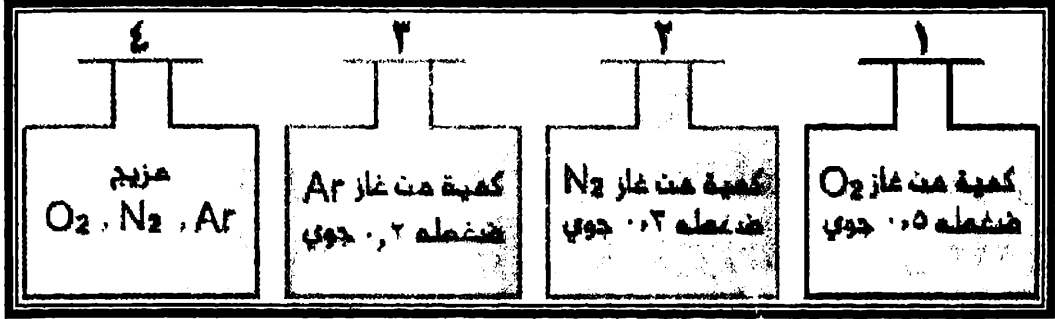 ١
كمية من غاز O2
ضغطه ٠,٥ جوي
٢
كمية من غاز N2
ضغطه ٠,٣ جوي
٣
كمية من غاز Ar
ضغطه ٠,٢ جوي
٤
مزيج
O2 , N2 , Ar